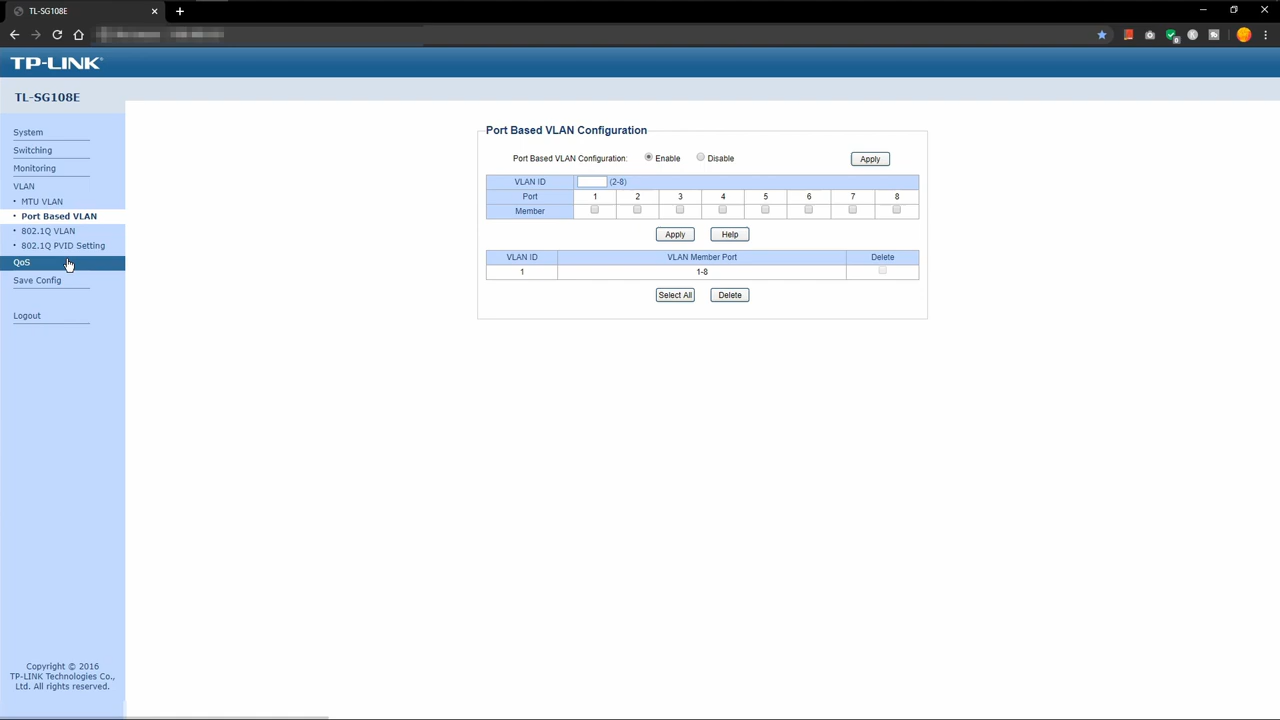 TL-SG108E
TP-LINK®
TL-SG108E
System
Switching
Monitoring
VLAN
• MTU VLAN
• Port Based VLAN
• 802.1Q VLAN
• 802.1Q PVID Setting
QoS
Save Config
Logout
Copyright © 2016
TP-LINK Technologies Co.,
Ltd. All rights reserved.
Port Based VLAN Configuration
Port Based VLAN Configuration: Enable Disable Apply
VLAN ID (2-8)
Port 1 2 3 4 5 6 7 8
Member
Apply Help
VLAN ID VLAN Member Port Delete
1 1-8
Select All Delete